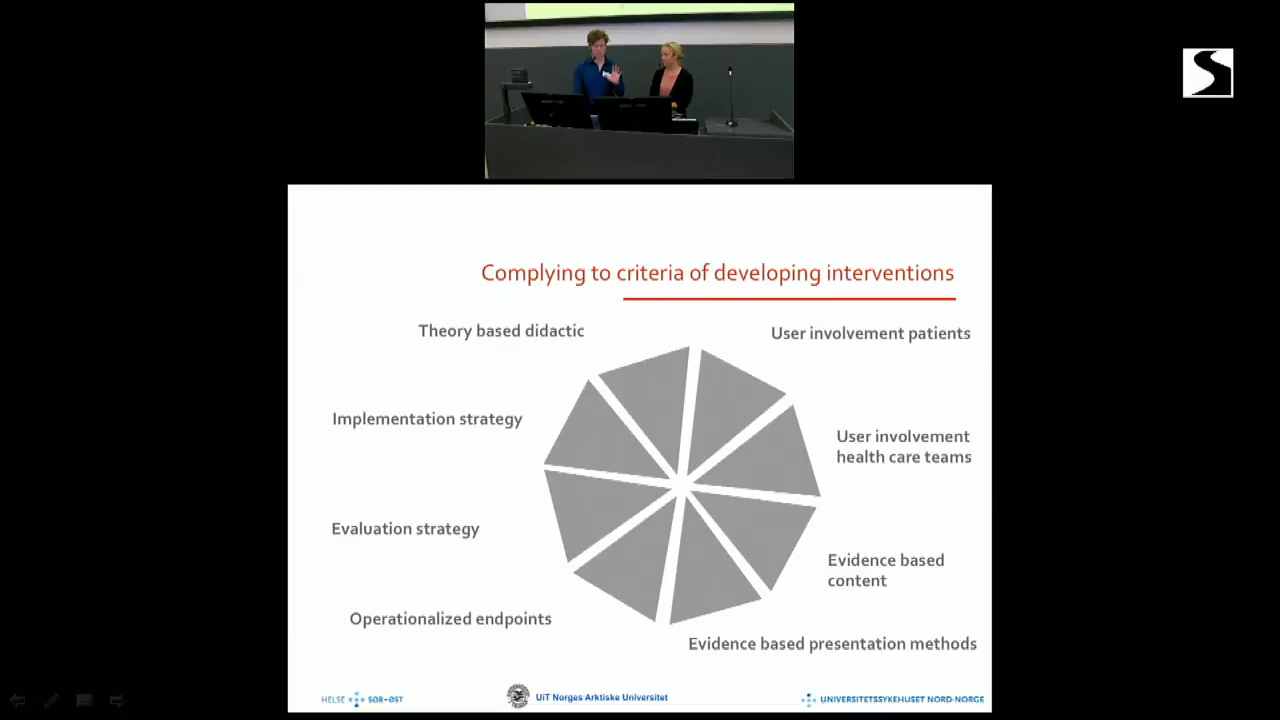 Complying to criteria of developing interventions
Theory based didactic
User involvement patients
Implementation strategy
User involvement
health care teams
Evaluation strategy
Evidence based
content
Operationalized endpoints
Evidence based presentation methods
HELSE SØR-ØST
UiT Norges Arktiske Universitet
UNIVERSITETSSYKEHUSET NORD-NORGE